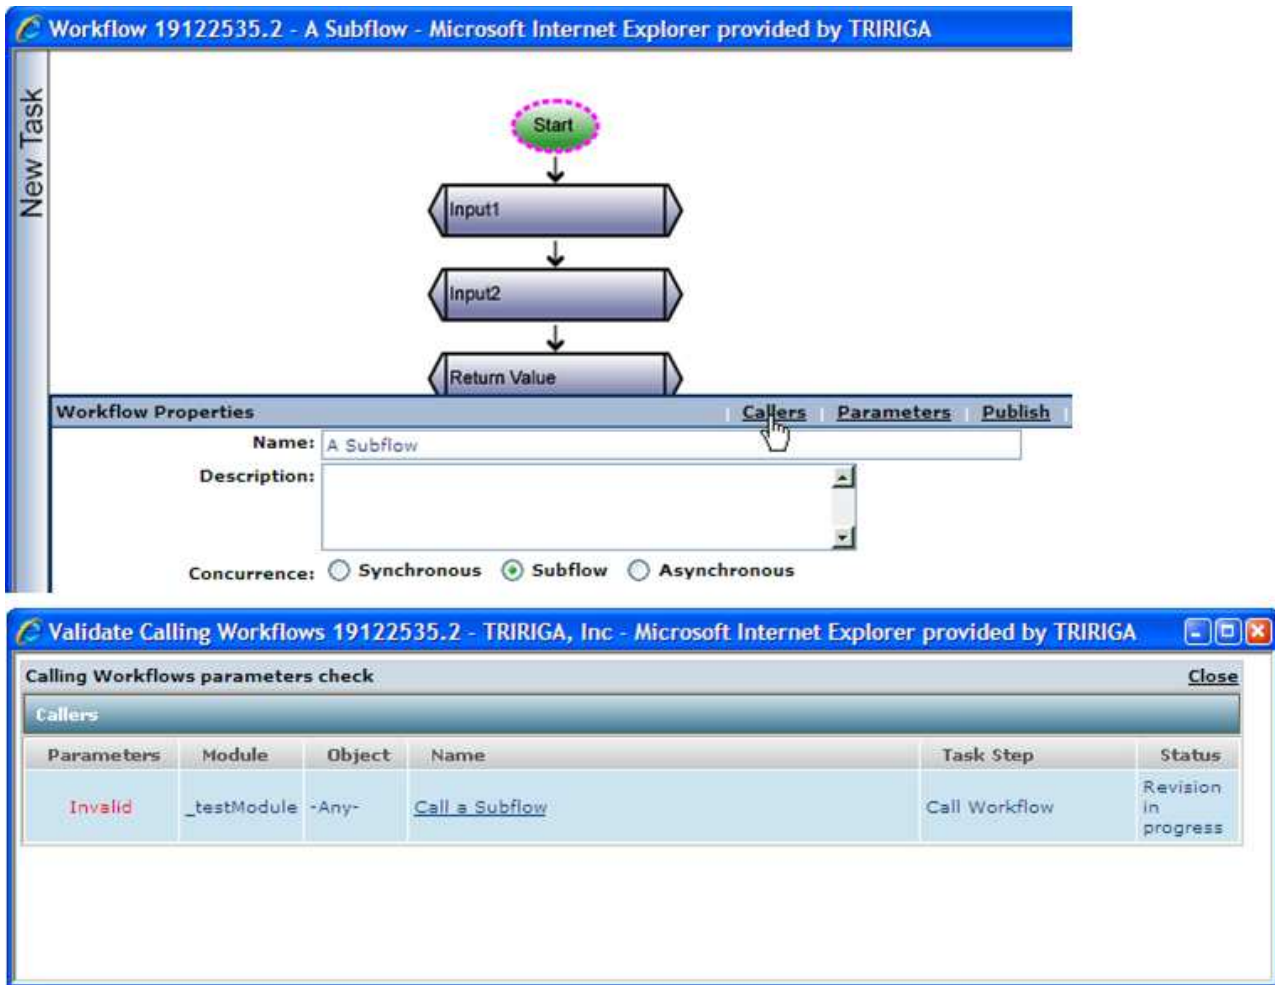 Workflow 19122535.2 - A Subflow - Microsoft Internet Explorer provided by TRIRIGA
New Task
Start
Input1
Input2
Return Value
Workflow Properties | Callers | Parameters | Publish |
Name: A Subflow
Description:
Concurrence: Synchronous Subflow Asynchronous
Validate Calling Workflows 19122535.2 - TRIRIGA, Inc - Microsoft Internet Explorer provided by TRIRIGA
Calling Workflows parameters check Close
Callers
Parameters Module Object Name Task Step Status
Invalid _testModule -Any- Call a Subflow Call Workflow Revision
in
progress